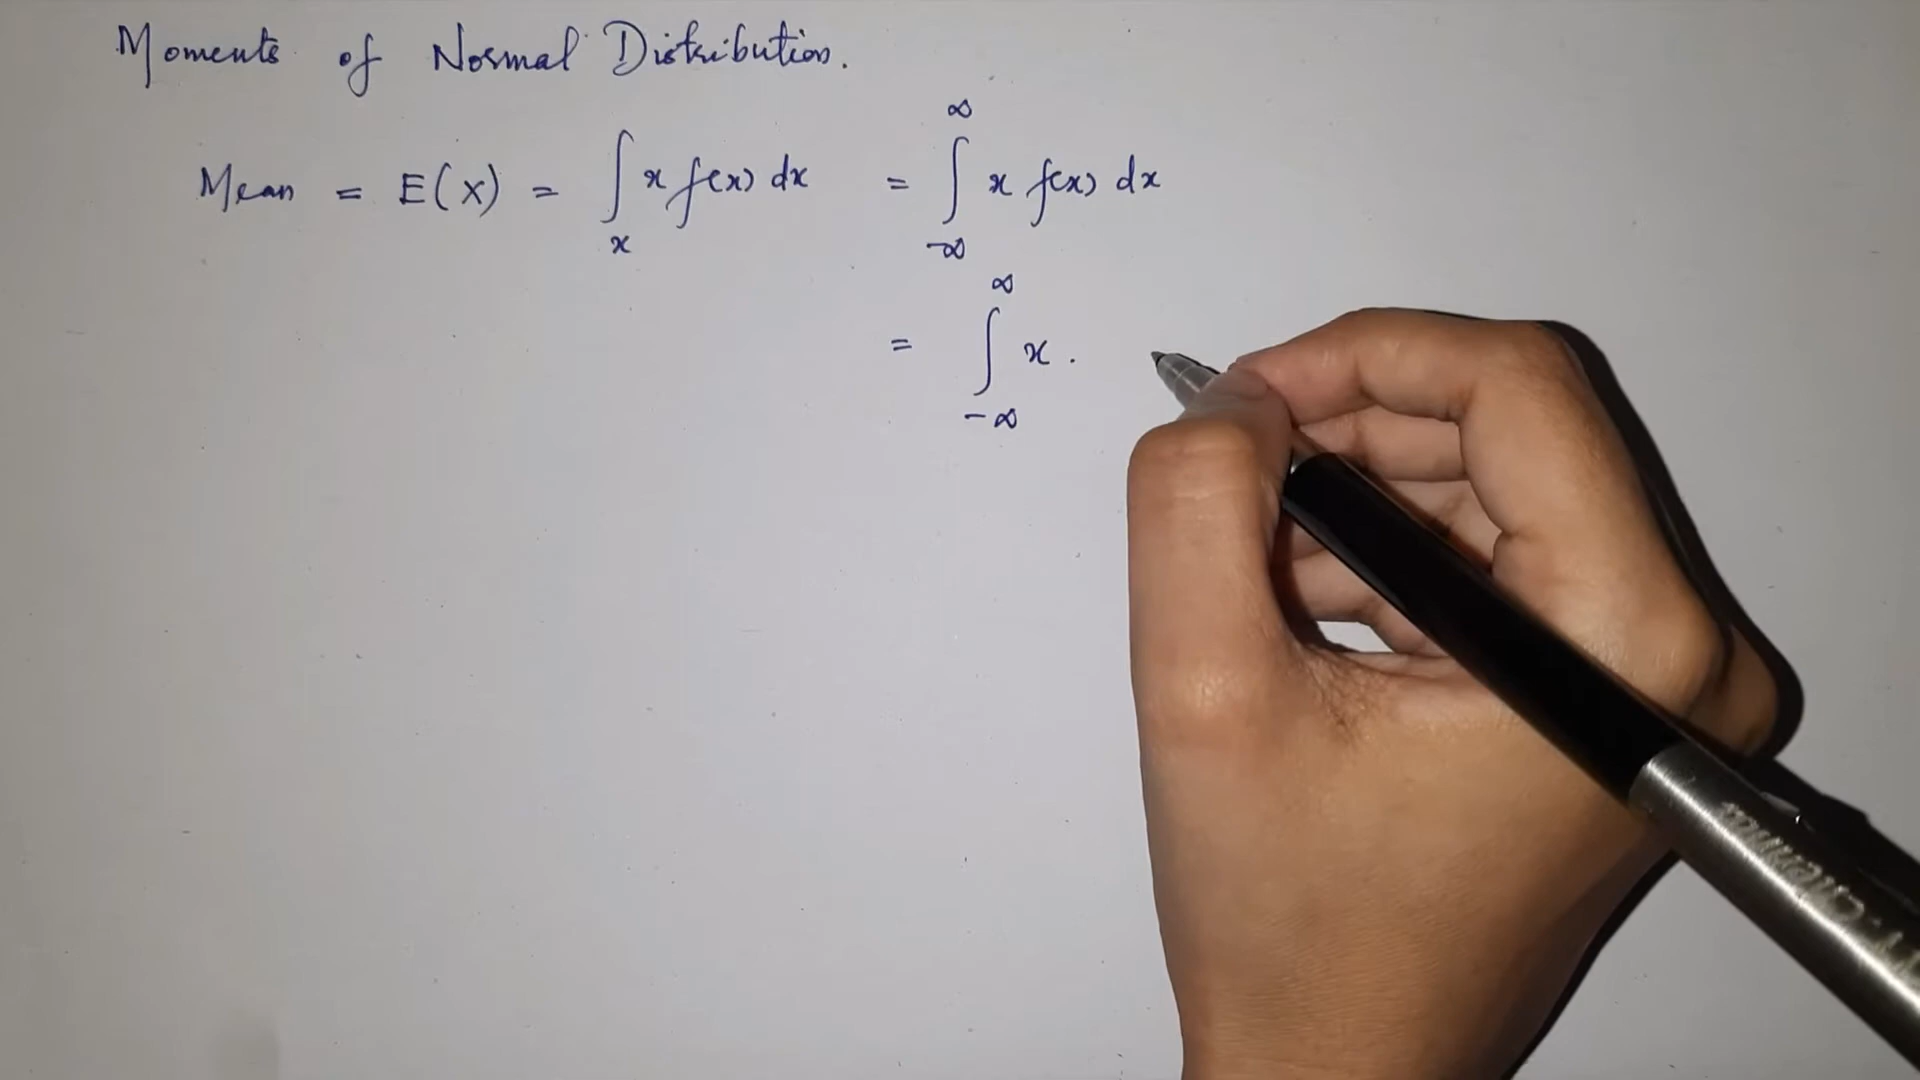 Moments of Normal Distribution.
Mean = E(X) = ∫ₓ x f(x) dx = ∫_{-∞}^{∞} x f(x) dx
= ∫_{-∞}^{∞} x .